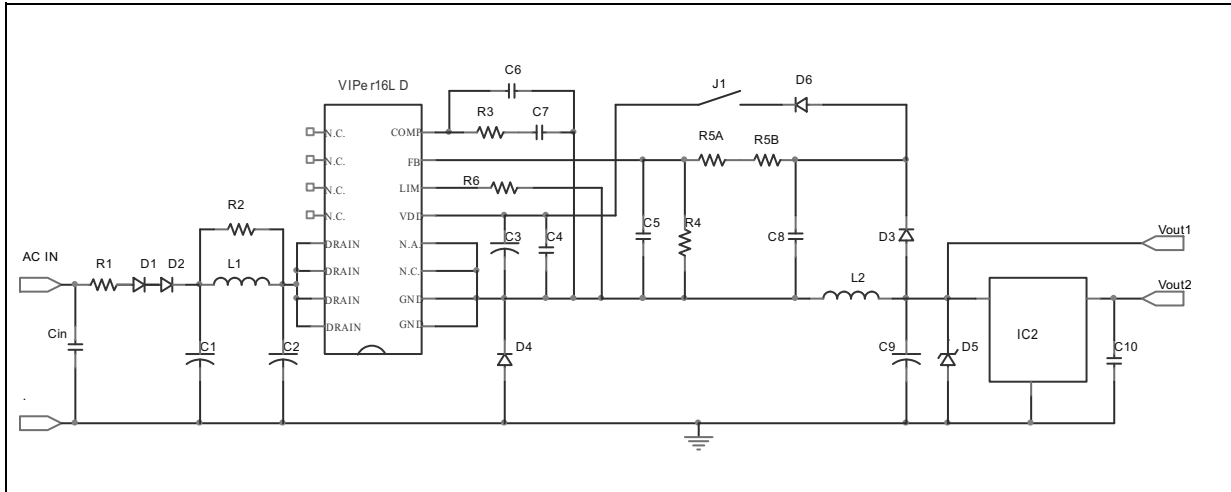 C6
J1
D6
VIPer16L D
R3
C7
N.C.
COMP
R5A
R5B
N.C.
FB
N.C.
LIM
R6
R2
N.C.
VDD
C3
C4
C5
R4
C8
D3
Vout1
AC IN
R1
D1
D2
L1
DRAIN
N.A.
DRAIN
N.C.
L2
Vout2
DRAIN
GND
DRAIN
GND
Cin
C1
C2
D4
C9
D5
IC2
C10
.